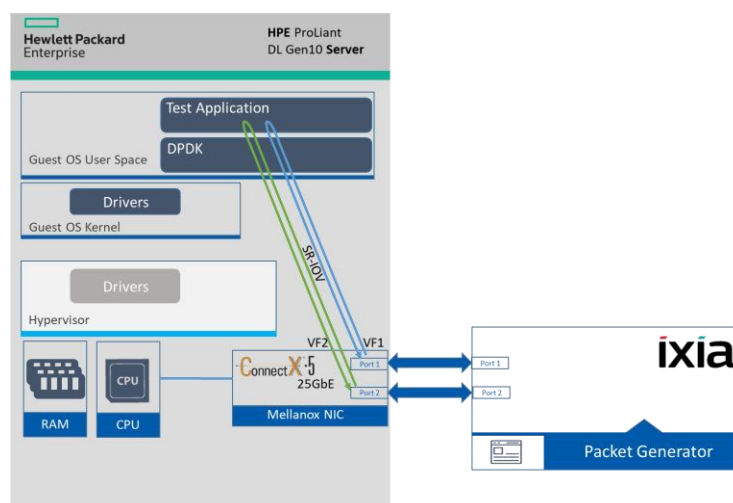 Hewlett Packard
Enterprise
HPE ProLiant
DL Gen10 Server
Test Application
DPDK
Guest OS User Space
Drivers
Guest OS Kernel
SR-IOV
Drivers
Hypervisor
VF2 VF1
ConnectX·5
25GbE
Port 1
Port 2
Mellanox NIC
CPU
RAM
CPU
ixia
Port 1
Port 2
Packet Generator